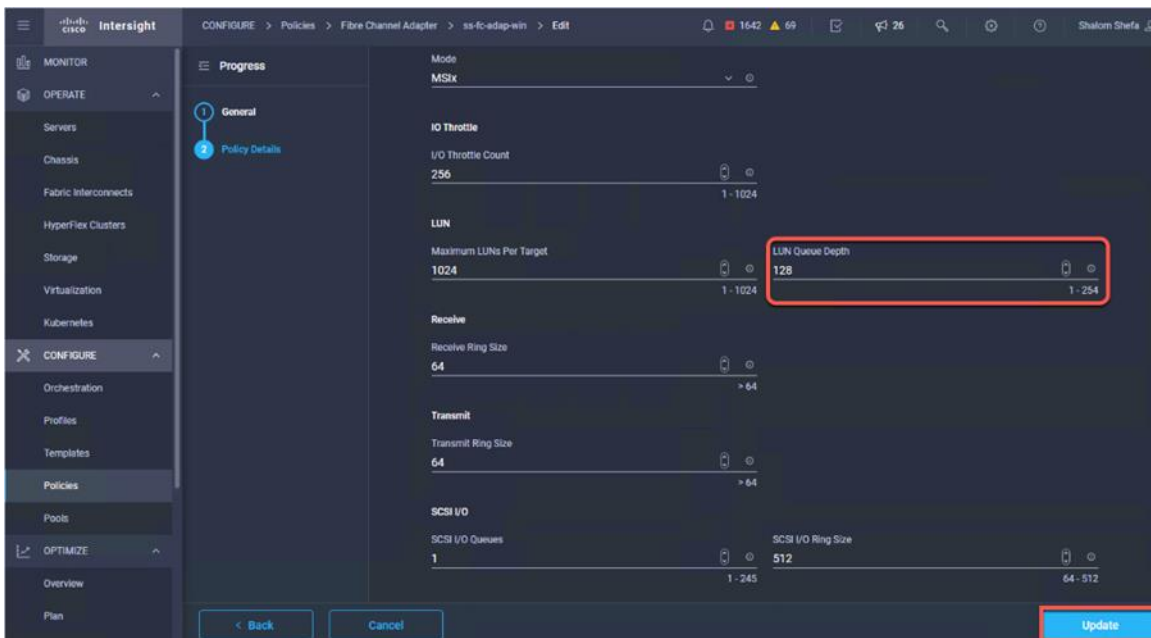 cisco Intersight
CONFIGURE > Policies > Fibre Channel Adapter > ss-fc-adap-win > Edit
1642 69 26 Shalom Shefa
MONITOR
OPERATE
Servers
Chassis
Fabric Interconnects
HyperFlex Clusters
Storage
Virtualization
Kubernetes
CONFIGURE
Orchestration
Profiles
Templates
Policies
Pools
OPTIMIZE
Overview
Plan
Progress
1 General
2 Policy Details
Mode
MSIx
IO Throttle
I/O Throttle Count
256
1 - 1024
LUN
Maximum LUNs Per Target
1024
1 - 1024
LUN Queue Depth
128
1 - 254
Receive
Receive Ring Size
64
> 64
Transmit
Transmit Ring Size
64
> 64
SCSI I/O
SCSI I/O Queues
1
1 - 245
SCSI I/O Ring Size
512
64 - 512
< Back
Cancel
Update